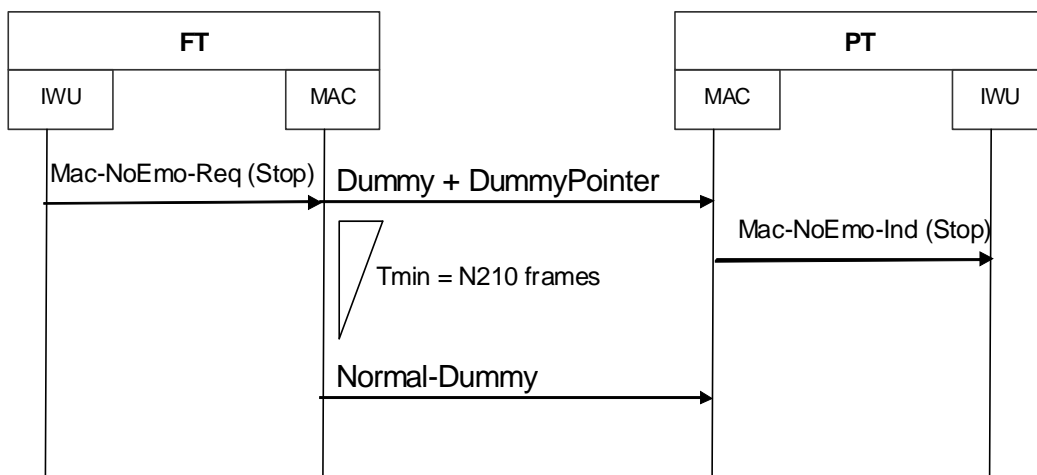 FT
PT
IWU
MAC
MAC
IWU
Mac-NoEmo-Req (Stop)
Dummy + DummyPointer
Mac-NoEmo-Ind (Stop)
Tmin = N210 frames
Normal-Dummy